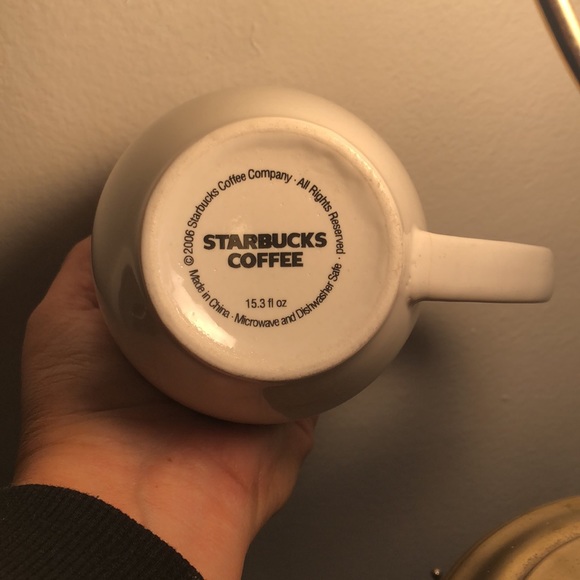 © 2006 Starbucks Coffee Company · All Rights Reserved ·
STARBUCKS
COFFEE
15.3 fl oz
Made in China · Microwave and Dishwasher Safe